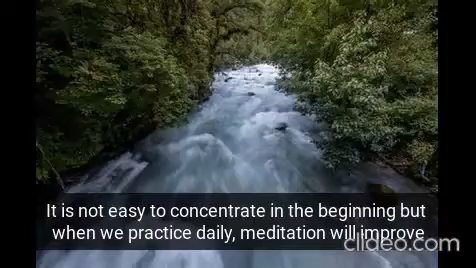 It is not easy to concentrate in the beginning but
when we practice daily, meditation will improve
clideo.com